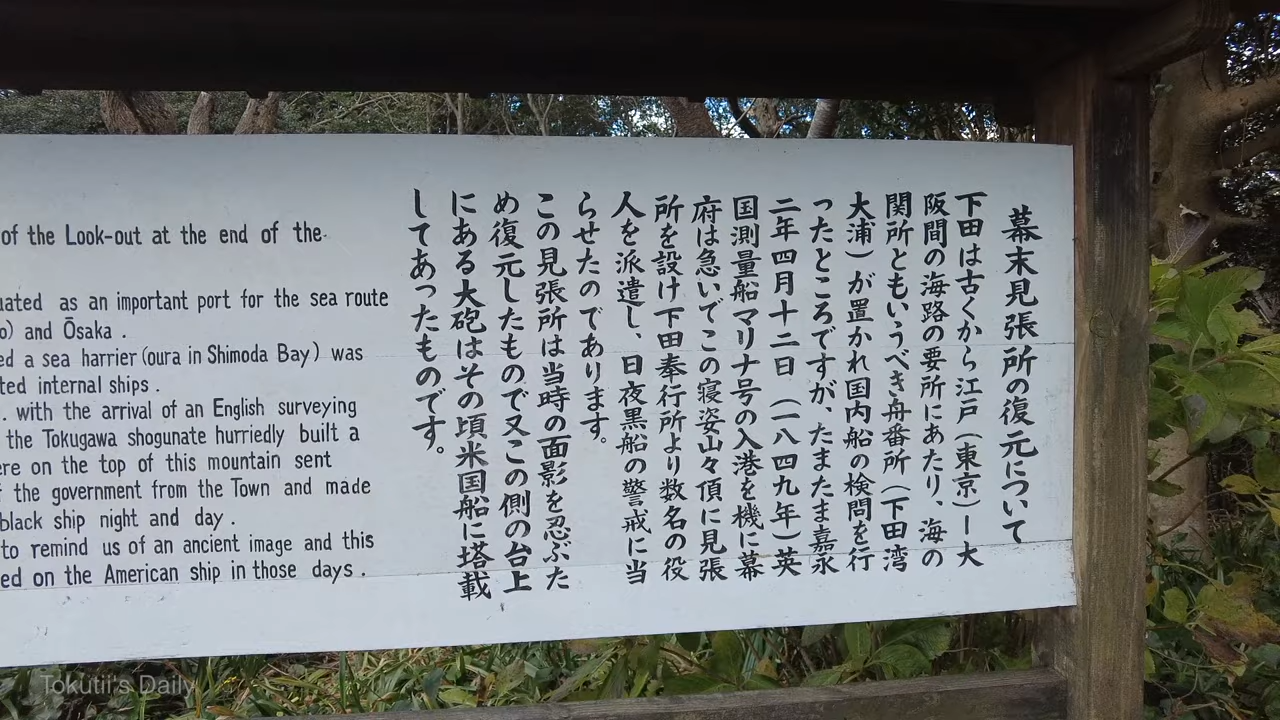 幕末見張所の復元について
下田は古くから江戸(東京)ー大
阪間の海路の要所にあたり、海の
関所ともいうべき舟番所(下田湾
大浦)が置かれ国内船の検問を行
ったところですが、たまたま嘉永
二年四月十二日(一八四九年)英
国測量船マリナ号の入港を機に幕
府は急いでこの寝姿山々頂に見張
所を設け下田奉行所より数名の役
人を派遣し、日夜黒船の警戒に当
らせたのであります。
この見張所は当時の面影を忍ぶた
め復元したもので又この側の台上
にある大砲はその頃米国船に塔載
してあったものです。
of the Look-out at the end of the
uated as an important port for the sea route
o) and Ōsaka .
ed a sea harrier (oura in Shimoda Bay) was
ted internal ships .
. with the arrival of an English surveying
the Tokugawa shogunate hurriedly built a
ere on the top of this mountain sent
f the government from the Town and made
black ship night and day .
to remind us of an ancient image and this
ed on the American ship in those days .
Tokutii's Daily